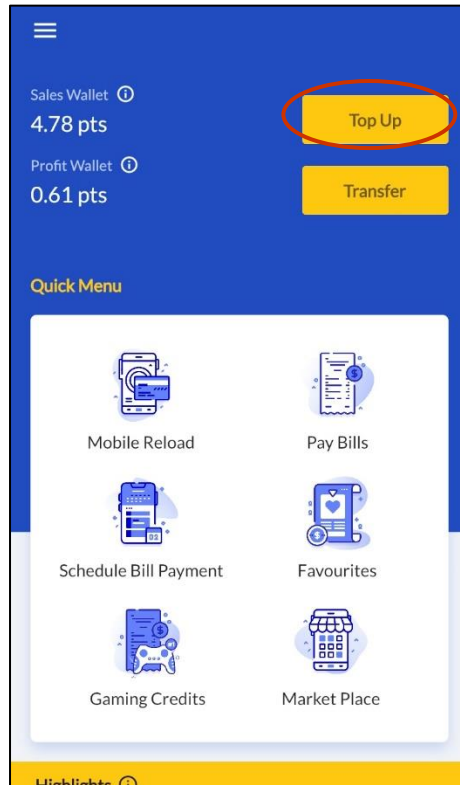 Sales Wallet
4.78 pts
Top Up
Profit Wallet
0.61 pts
Transfer
Quick Menu
Mobile Reload
Pay Bills
Schedule Bill Payment
Favourites
Gaming Credits
Market Place
Highlights